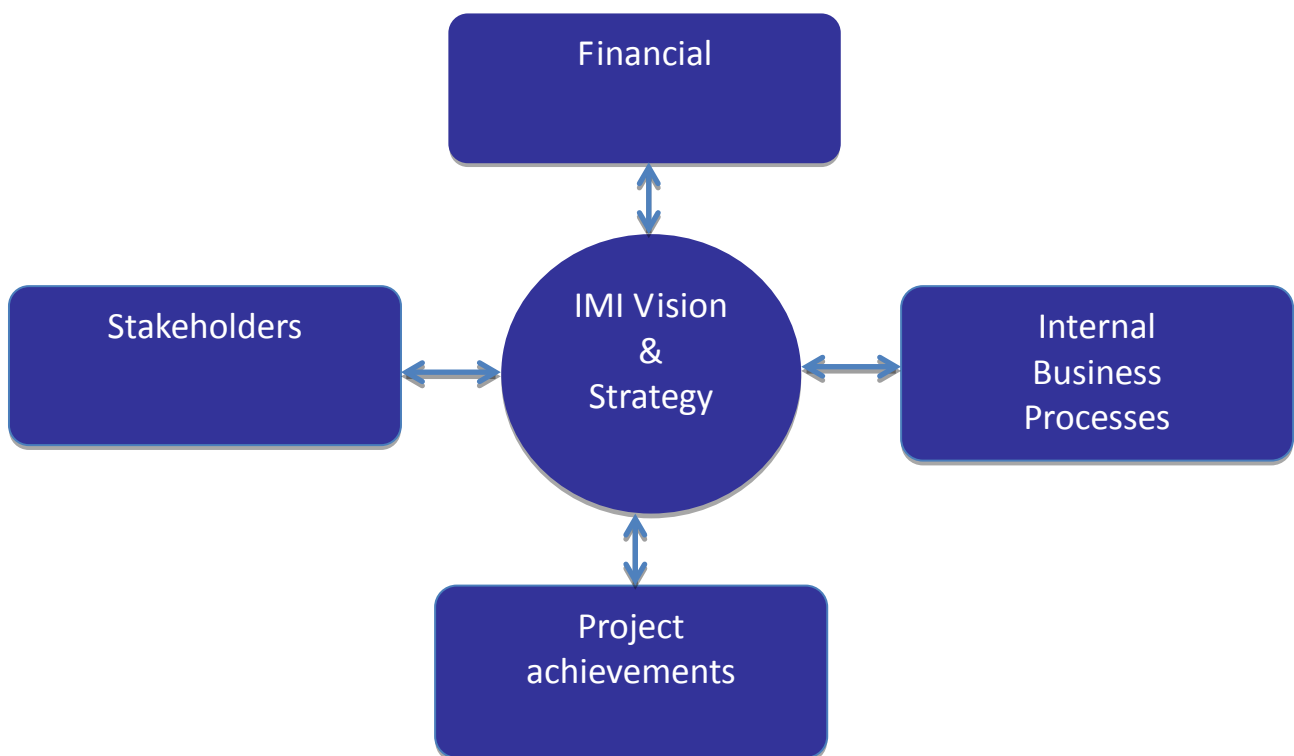 Financial
Stakeholders
IMI Vision
&
Strategy
Internal
Business
Processes
Project
achievements